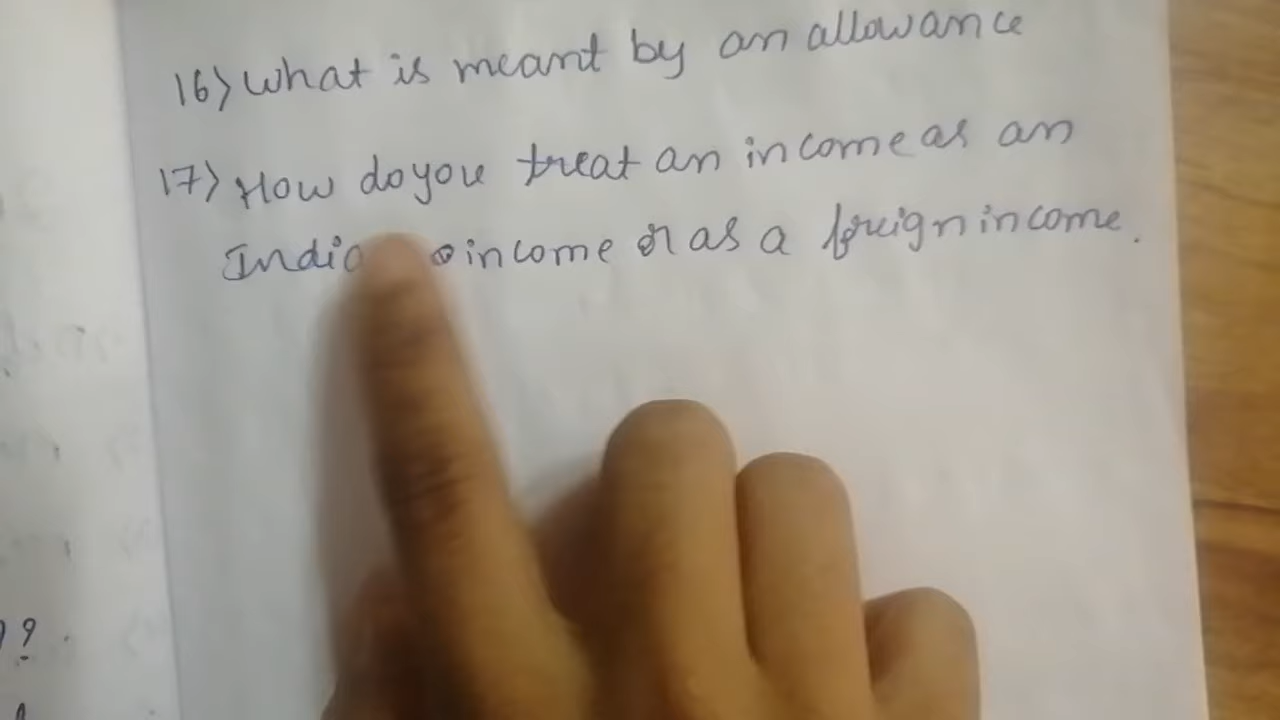 16) What is meant by an allowance
17) How do you treat an income as an
income or as a foreign income.
?